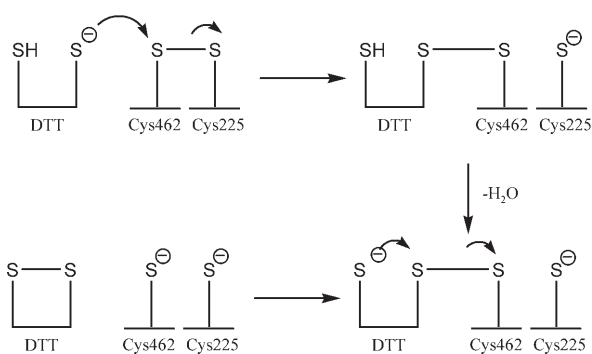 SH S⊖ S S SH S S S⊖
DTT Cys462 Cys225 DTT Cys462 Cys225
-H₂O
S S S⊖ S⊖ S⊖ S S S⊖
DTT Cys462 Cys225 DTT Cys462 Cys225